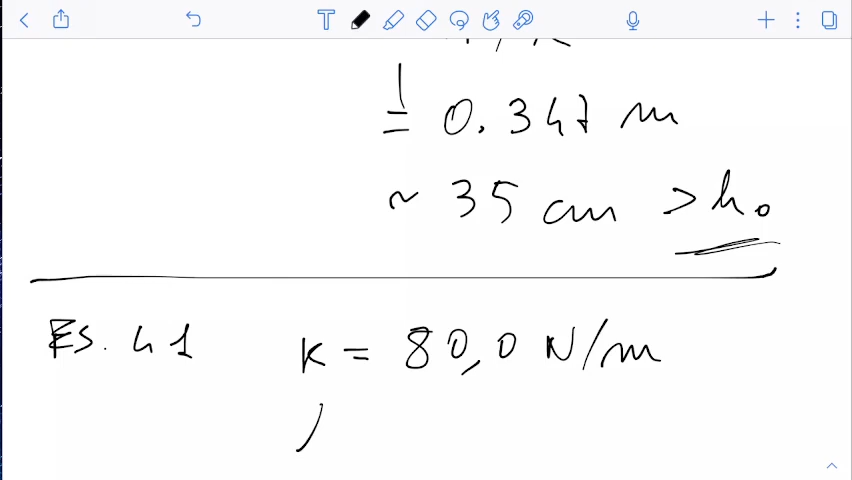 = 0.347 m
~ 35 cm > h₀
ES. 41 K = 80,0 N/m